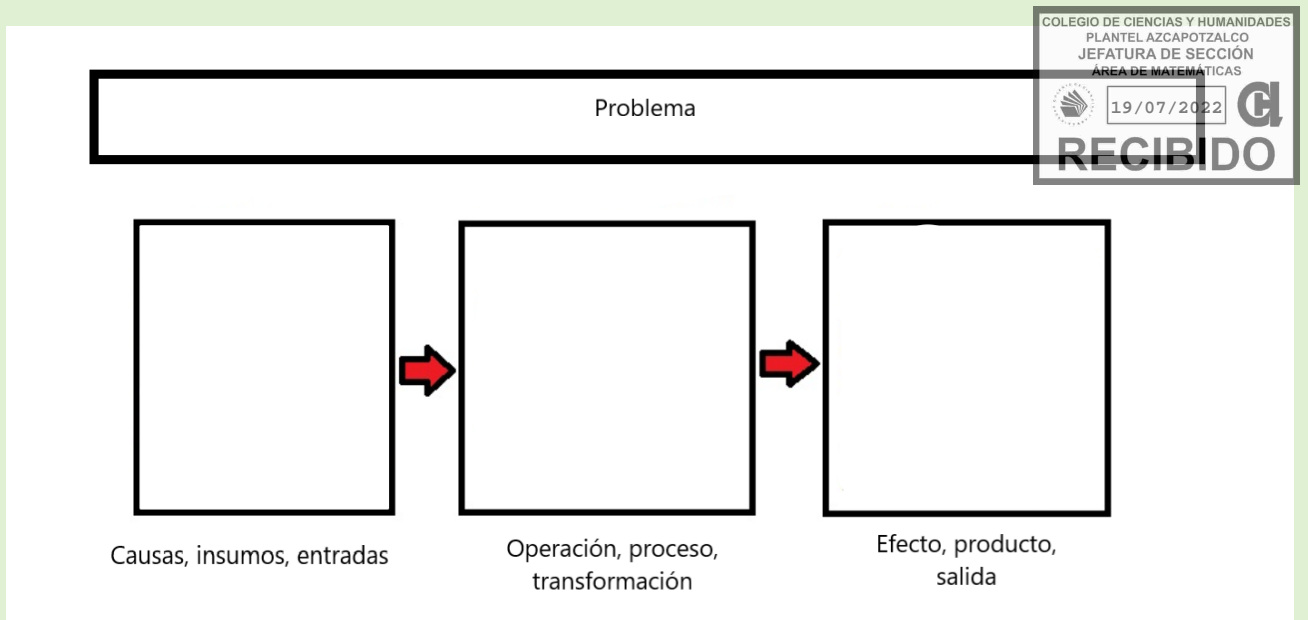 COLEGIO DE CIENCIAS Y HUMANIDADES
PLANTEL AZCAPOTZALCO
JEFATURA DE SECCIÓN
ÁREA DE MATEMÁTICAS
19/07/2022
RECIBIDO
Problema
Causas, insumos, entradas
Operación, proceso,
transformación
Efecto, producto,
salida